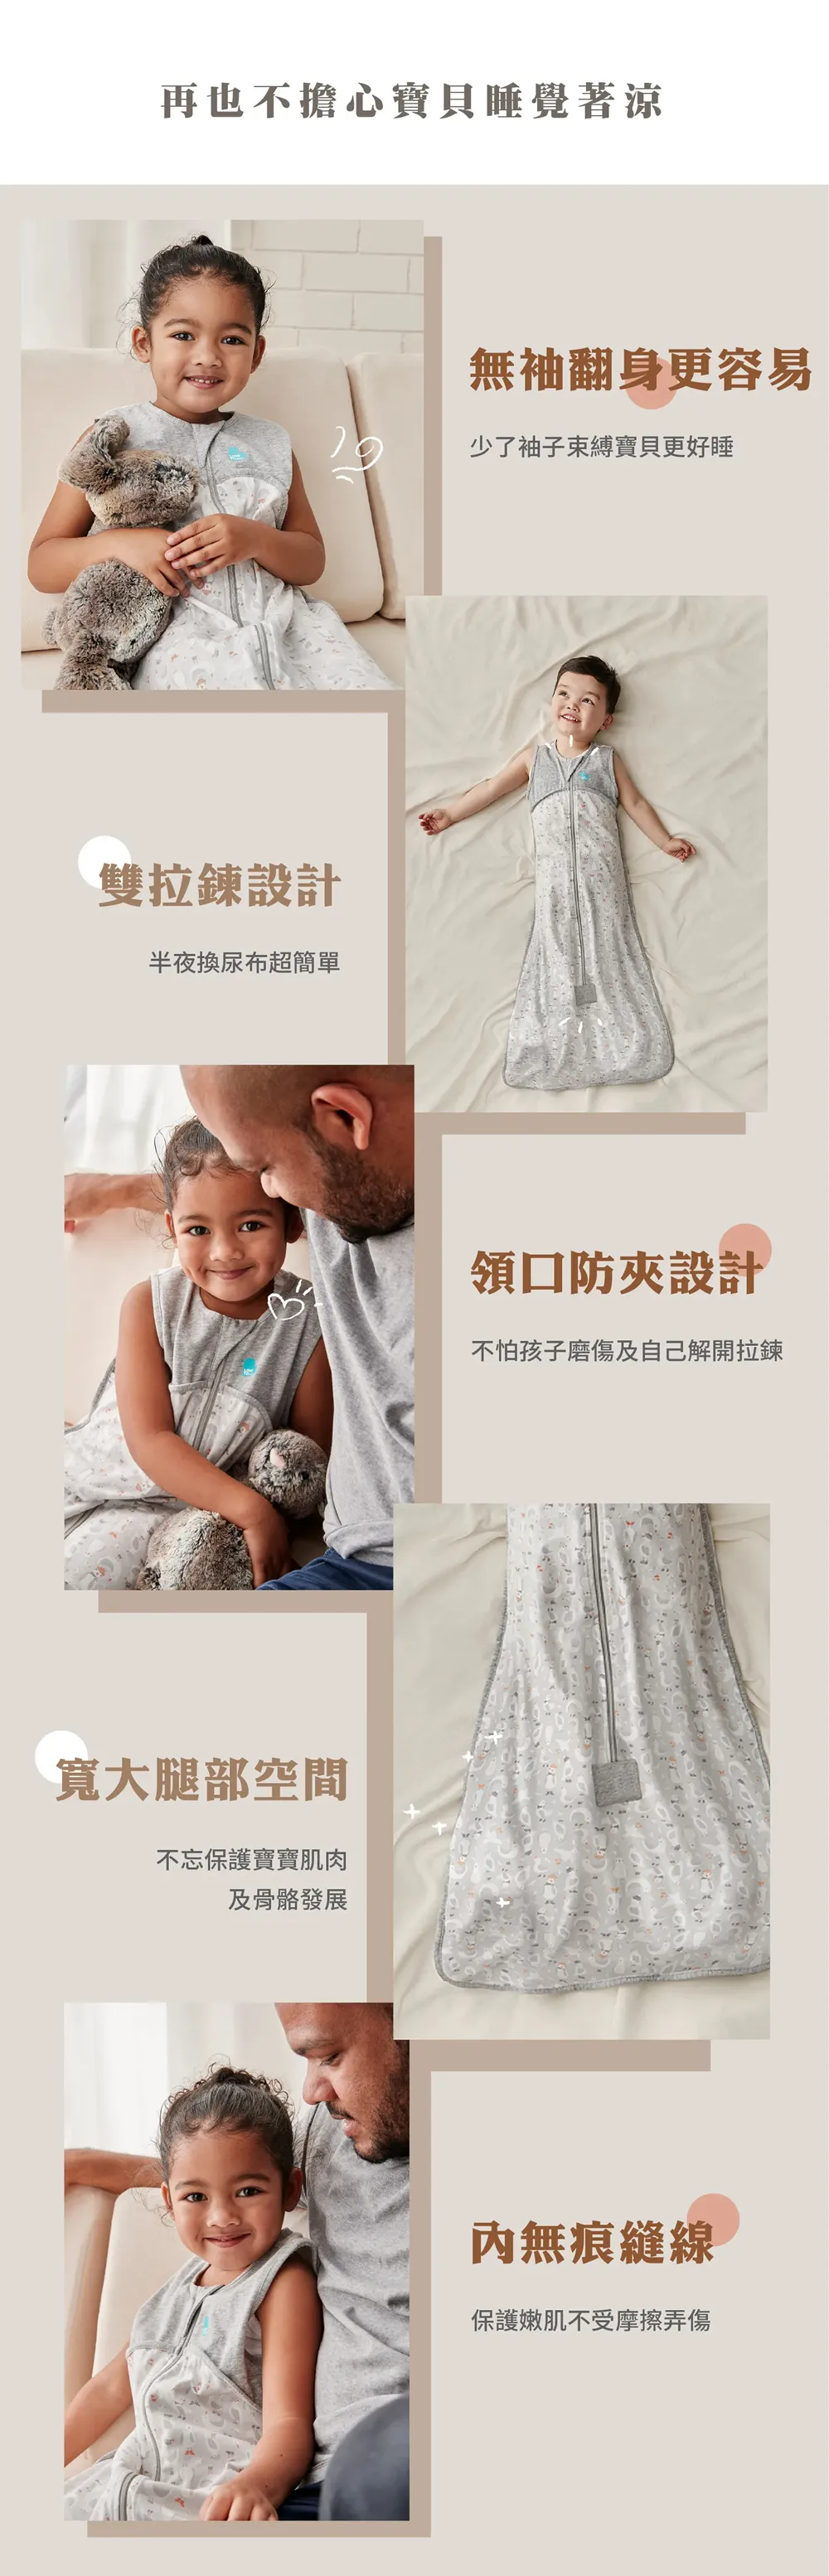 再也不擔心寶貝睡覺著涼
無袖翻身更容易
少了袖子束縛寶貝更好睡
雙拉鍊設計
半夜換尿布超簡單
領口防夾設計
不怕孩子磨傷及自己解開拉鍊
寬大腿部空間
不忘保護寶寶肌肉
及骨骼發展
內無痕縫線
保護嫩肌不受摩擦弄傷